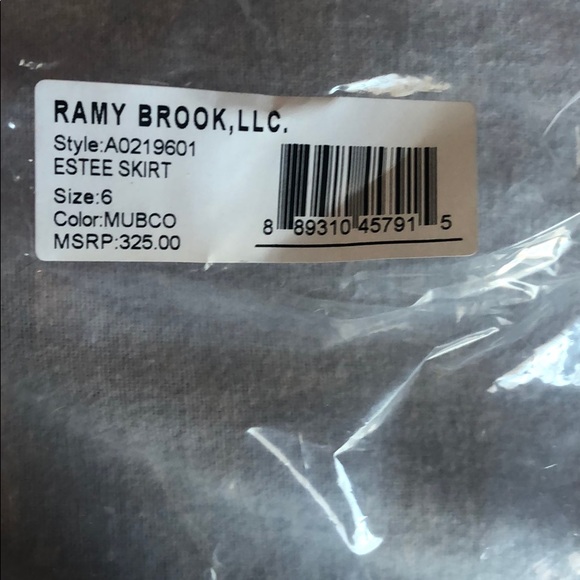 RAMY BROOK,LLC.
Style:A0219601
ESTEE SKIRT
Size:6
Color:MUBCO
MSRP:325.00
8 89310 45791 5